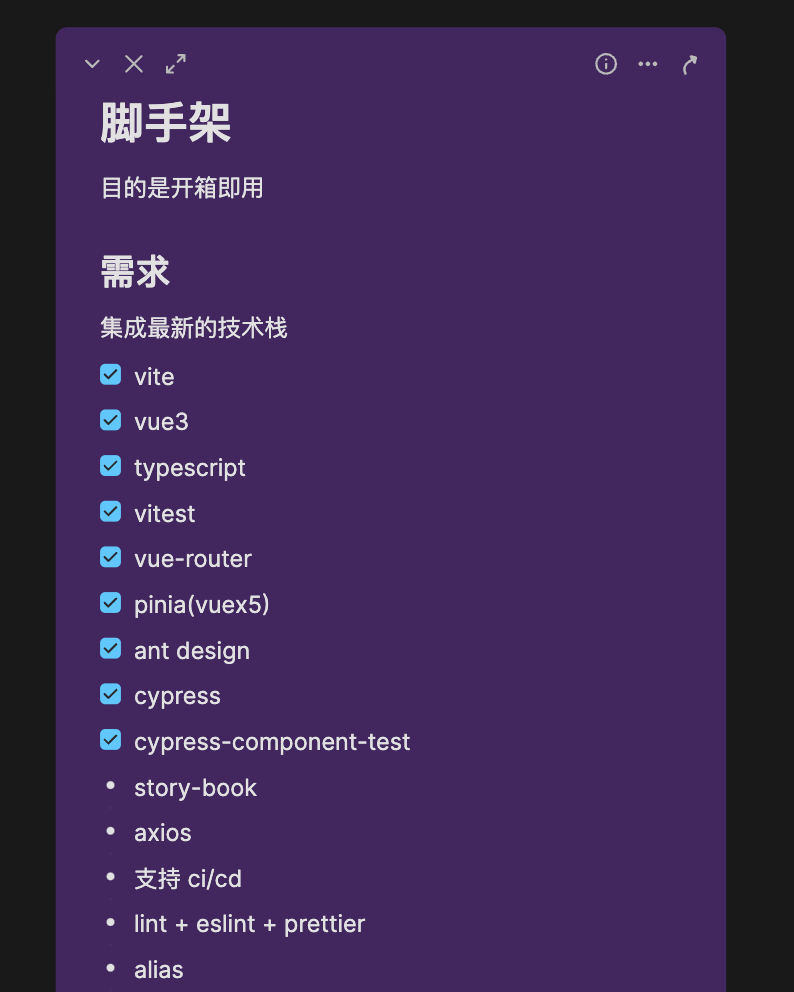 脚手架
目的是开箱即用
需求
集成最新的技术栈
vite
vue3
typescript
vitest
vue-router
pinia(vuex5)
ant design
cypress
cypress-component-test
story-book
axios
支持 ci/cd
lint + eslint + prettier
alias